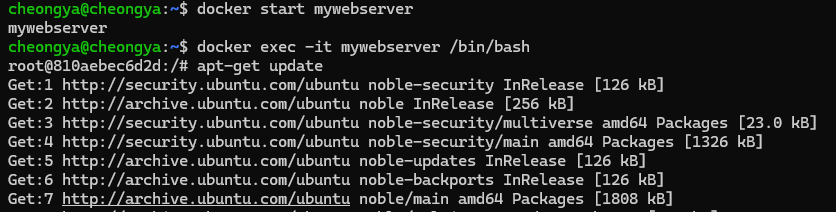 cheongya@cheongya:~$ docker start mywebserver
mywebserver
cheongya@cheongya:~$ docker exec -it mywebserver /bin/bash
root@810aebec6d2d:/# apt-get update
Get:1 http://security.ubuntu.com/ubuntu noble-security InRelease [126 kB]
Get:2 http://archive.ubuntu.com/ubuntu noble InRelease [256 kB]
Get:3 http://security.ubuntu.com/ubuntu noble-security/multiverse amd64 Packages [23.0 kB]
Get:4 http://security.ubuntu.com/ubuntu noble-security/main amd64 Packages [1326 kB]
Get:5 http://archive.ubuntu.com/ubuntu noble-updates InRelease [126 kB]
Get:6 http://archive.ubuntu.com/ubuntu noble-backports InRelease [126 kB]
Get:7 http://archive.ubuntu.com/ubuntu noble/main amd64 Packages [1808 kB]